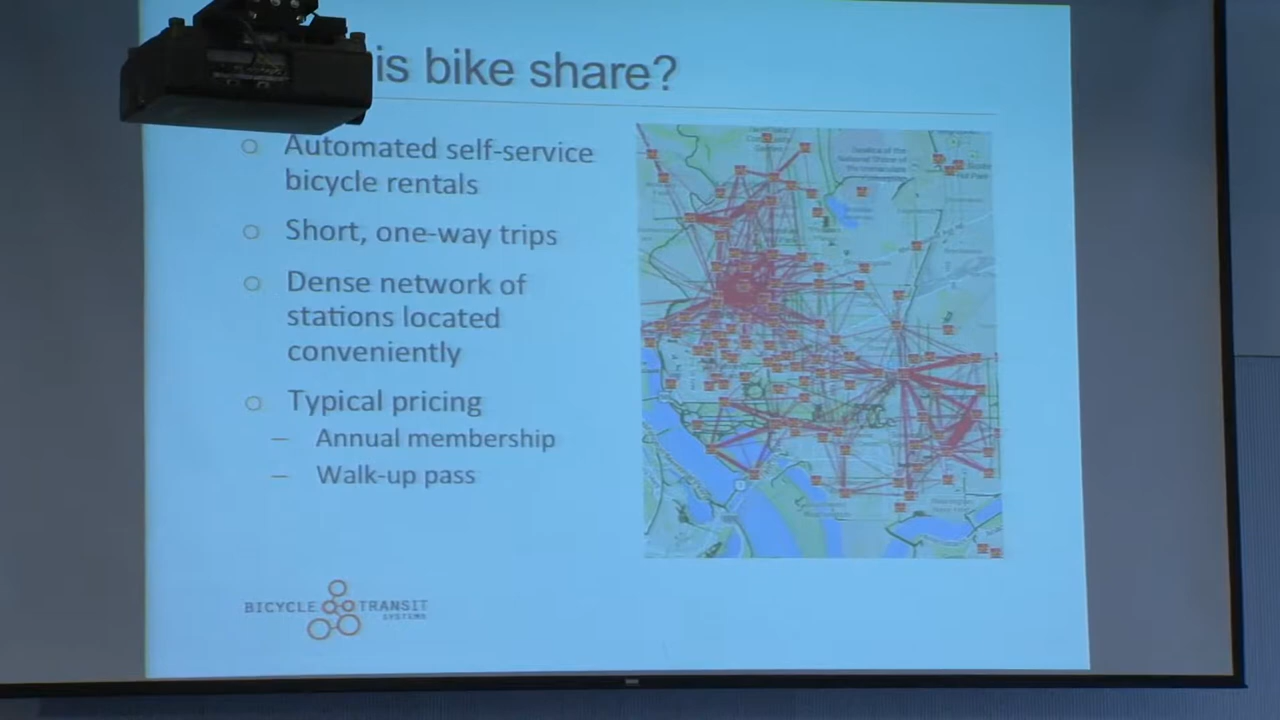 is bike share?
Automated self-service
bicycle rentals
Short, one-way trips
Dense network of
stations located
conveniently
Typical pricing
– Annual membership
– Walk-up pass
BICYCLE TRANSIT
SYSTEMS